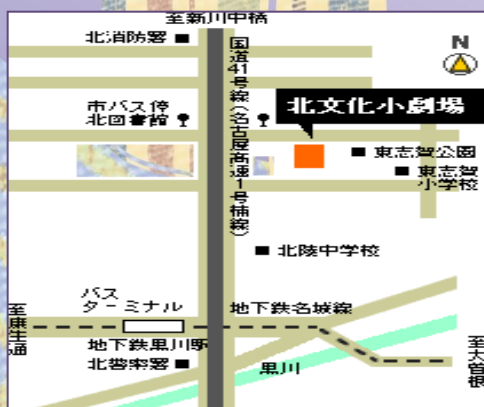 至新川中橋
北消防署
国道41号線(名古屋高速1号楠線)
N
市バス停
北図書館
北文化小劇場
東志賀公園
東志賀
小学校
北陵中学校
バス
ターミナル
地下鉄名城線
至康生通
地下鉄黒川駅
北警察署
黒川
至大曽根